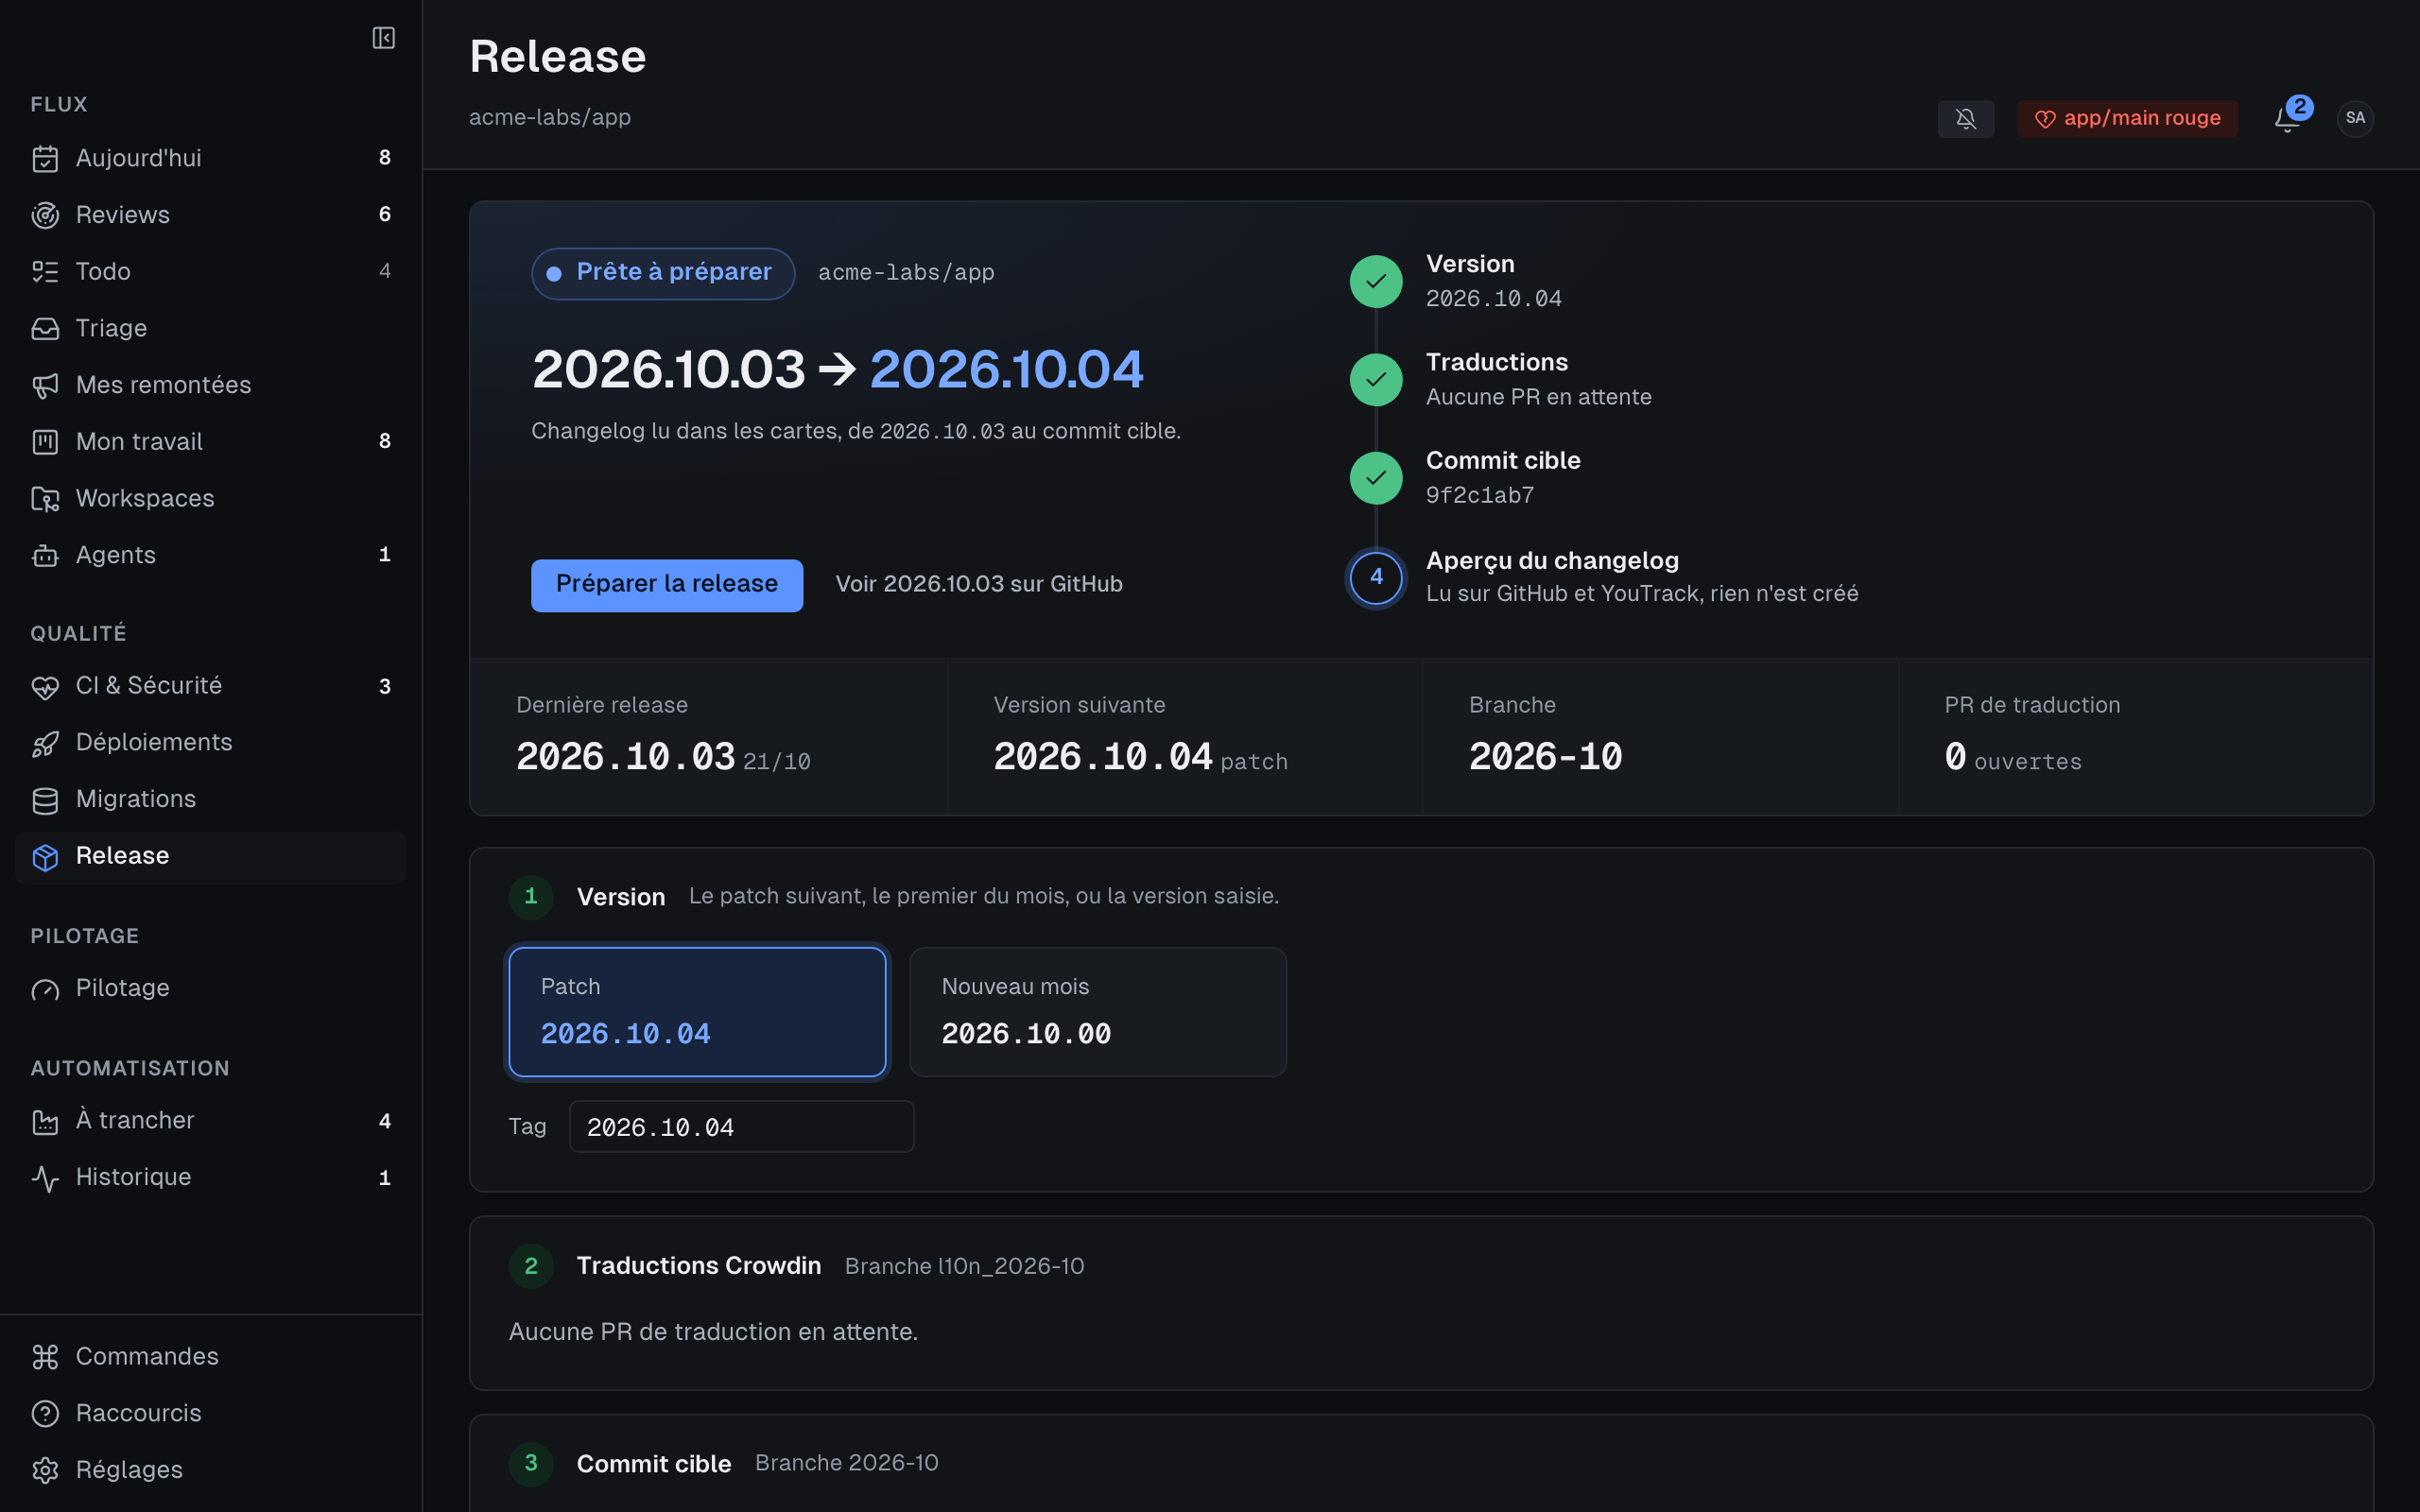 FLUX
Aujourd'hui 8
Reviews 6
Todo 4
Triage
Mes remontées
Mon travail 8
Workspaces
Agents 1
QUALITÉ
CI & Sécurité 3
Déploiements
Migrations
Release
PILOTAGE
Pilotage
AUTOMATISATION
À trancher 4
Historique 1
Commandes
Raccourcis
Réglages
Release
acme-labs/app
app/main rouge
2
SA
Prête à préparer acme-labs/app
2026.10.03 → 2026.10.04
Changelog lu dans les cartes, de 2026.10.03 au commit cible.
Préparer la release Voir 2026.10.03 sur GitHub
Version
2026.10.04
Traductions
Aucune PR en attente
Commit cible
9f2c1ab7
4 Aperçu du changelog
Lu sur GitHub et YouTrack, rien n'est créé
Dernière release
2026.10.03 21/10
Version suivante
2026.10.04 patch
Branche
2026-10
PR de traduction
0 ouvertes
1 Version Le patch suivant, le premier du mois, ou la version saisie.
Patch
2026.10.04
Nouveau mois
2026.10.00
Tag 2026.10.04
2 Traductions Crowdin Branche l10n_2026-10
Aucune PR de traduction en attente.
3 Commit cible Branche 2026-10